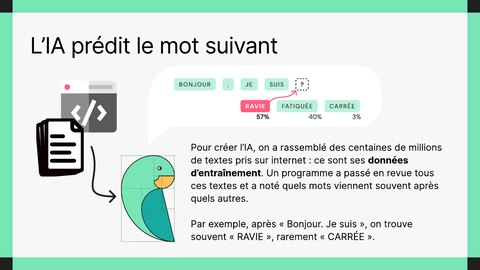 L’IA prédit le mot suivant
BONJOUR . JE SUIS ?
RAVIE FATIGUÉE CARRÉE
57% 40% 3%
</>
Pour créer l’IA, on a rassemblé des centaines de millions
de textes pris sur internet : ce sont ses données
d’entraînement. Un programme a passé en revue tous
ces textes et a noté quels mots viennent souvent après
quels autres.
Par exemple, après « Bonjour. Je suis », on trouve
souvent « RAVIE », rarement « CARRÉE ».